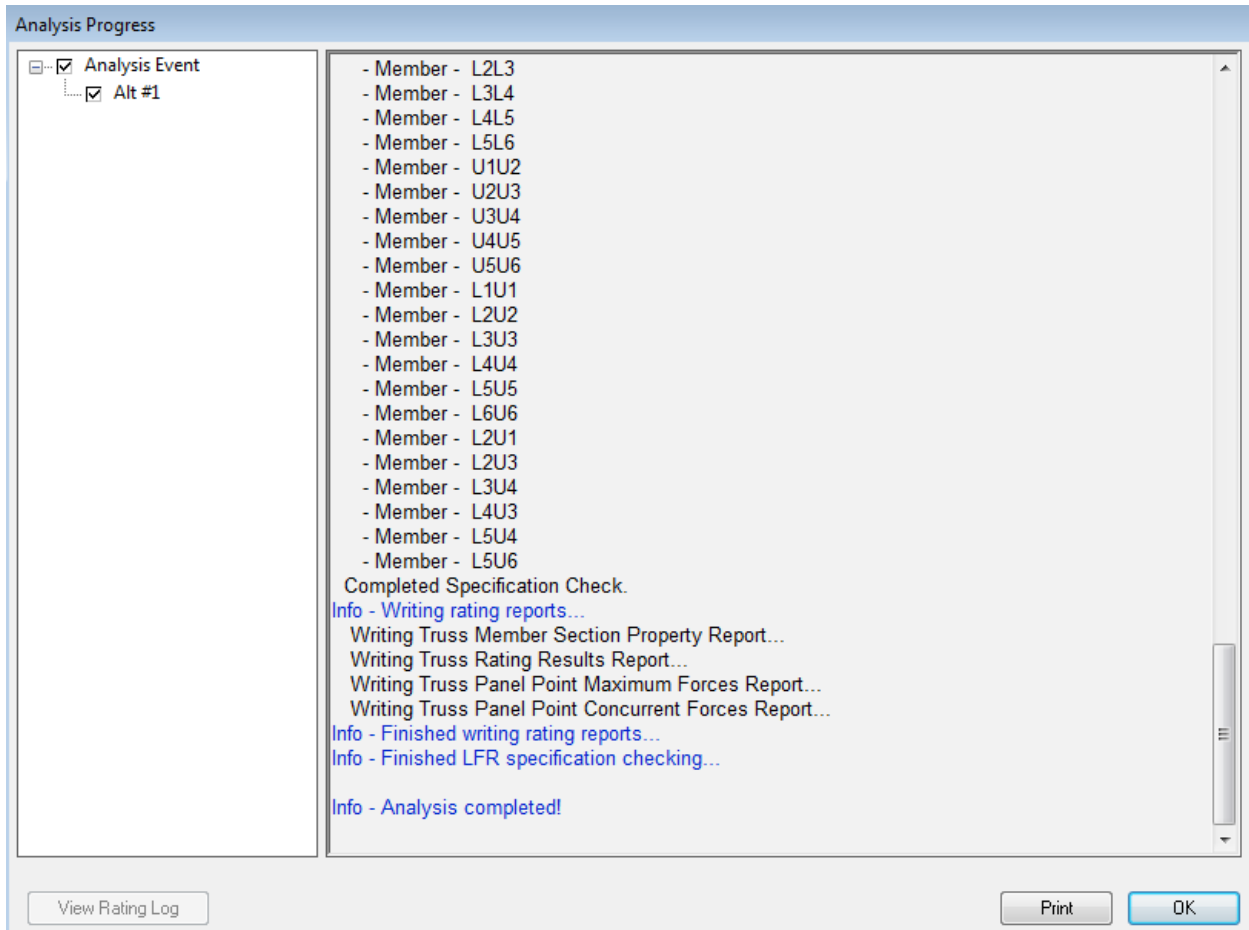 Analysis Progress
Analysis Event
Alt #1
- Member - L2L3
- Member - L3L4
- Member - L4L5
- Member - L5L6
- Member - U1U2
- Member - U2U3
- Member - U3U4
- Member - U4U5
- Member - U5U6
- Member - L1U1
- Member - L2U2
- Member - L3U3
- Member - L4U4
- Member - L5U5
- Member - L6U6
- Member - L2U1
- Member - L2U3
- Member - L3U4
- Member - L4U3
- Member - L5U4
- Member - L5U6
Completed Specification Check.
Info - Writing rating reports...
Writing Truss Member Section Property Report...
Writing Truss Rating Results Report...
Writing Truss Panel Point Maximum Forces Report...
Writing Truss Panel Point Concurrent Forces Report...
Info - Finished writing rating reports...
Info - Finished LFR specification checking...
Info - Analysis completed!
View Rating Log
Print
OK